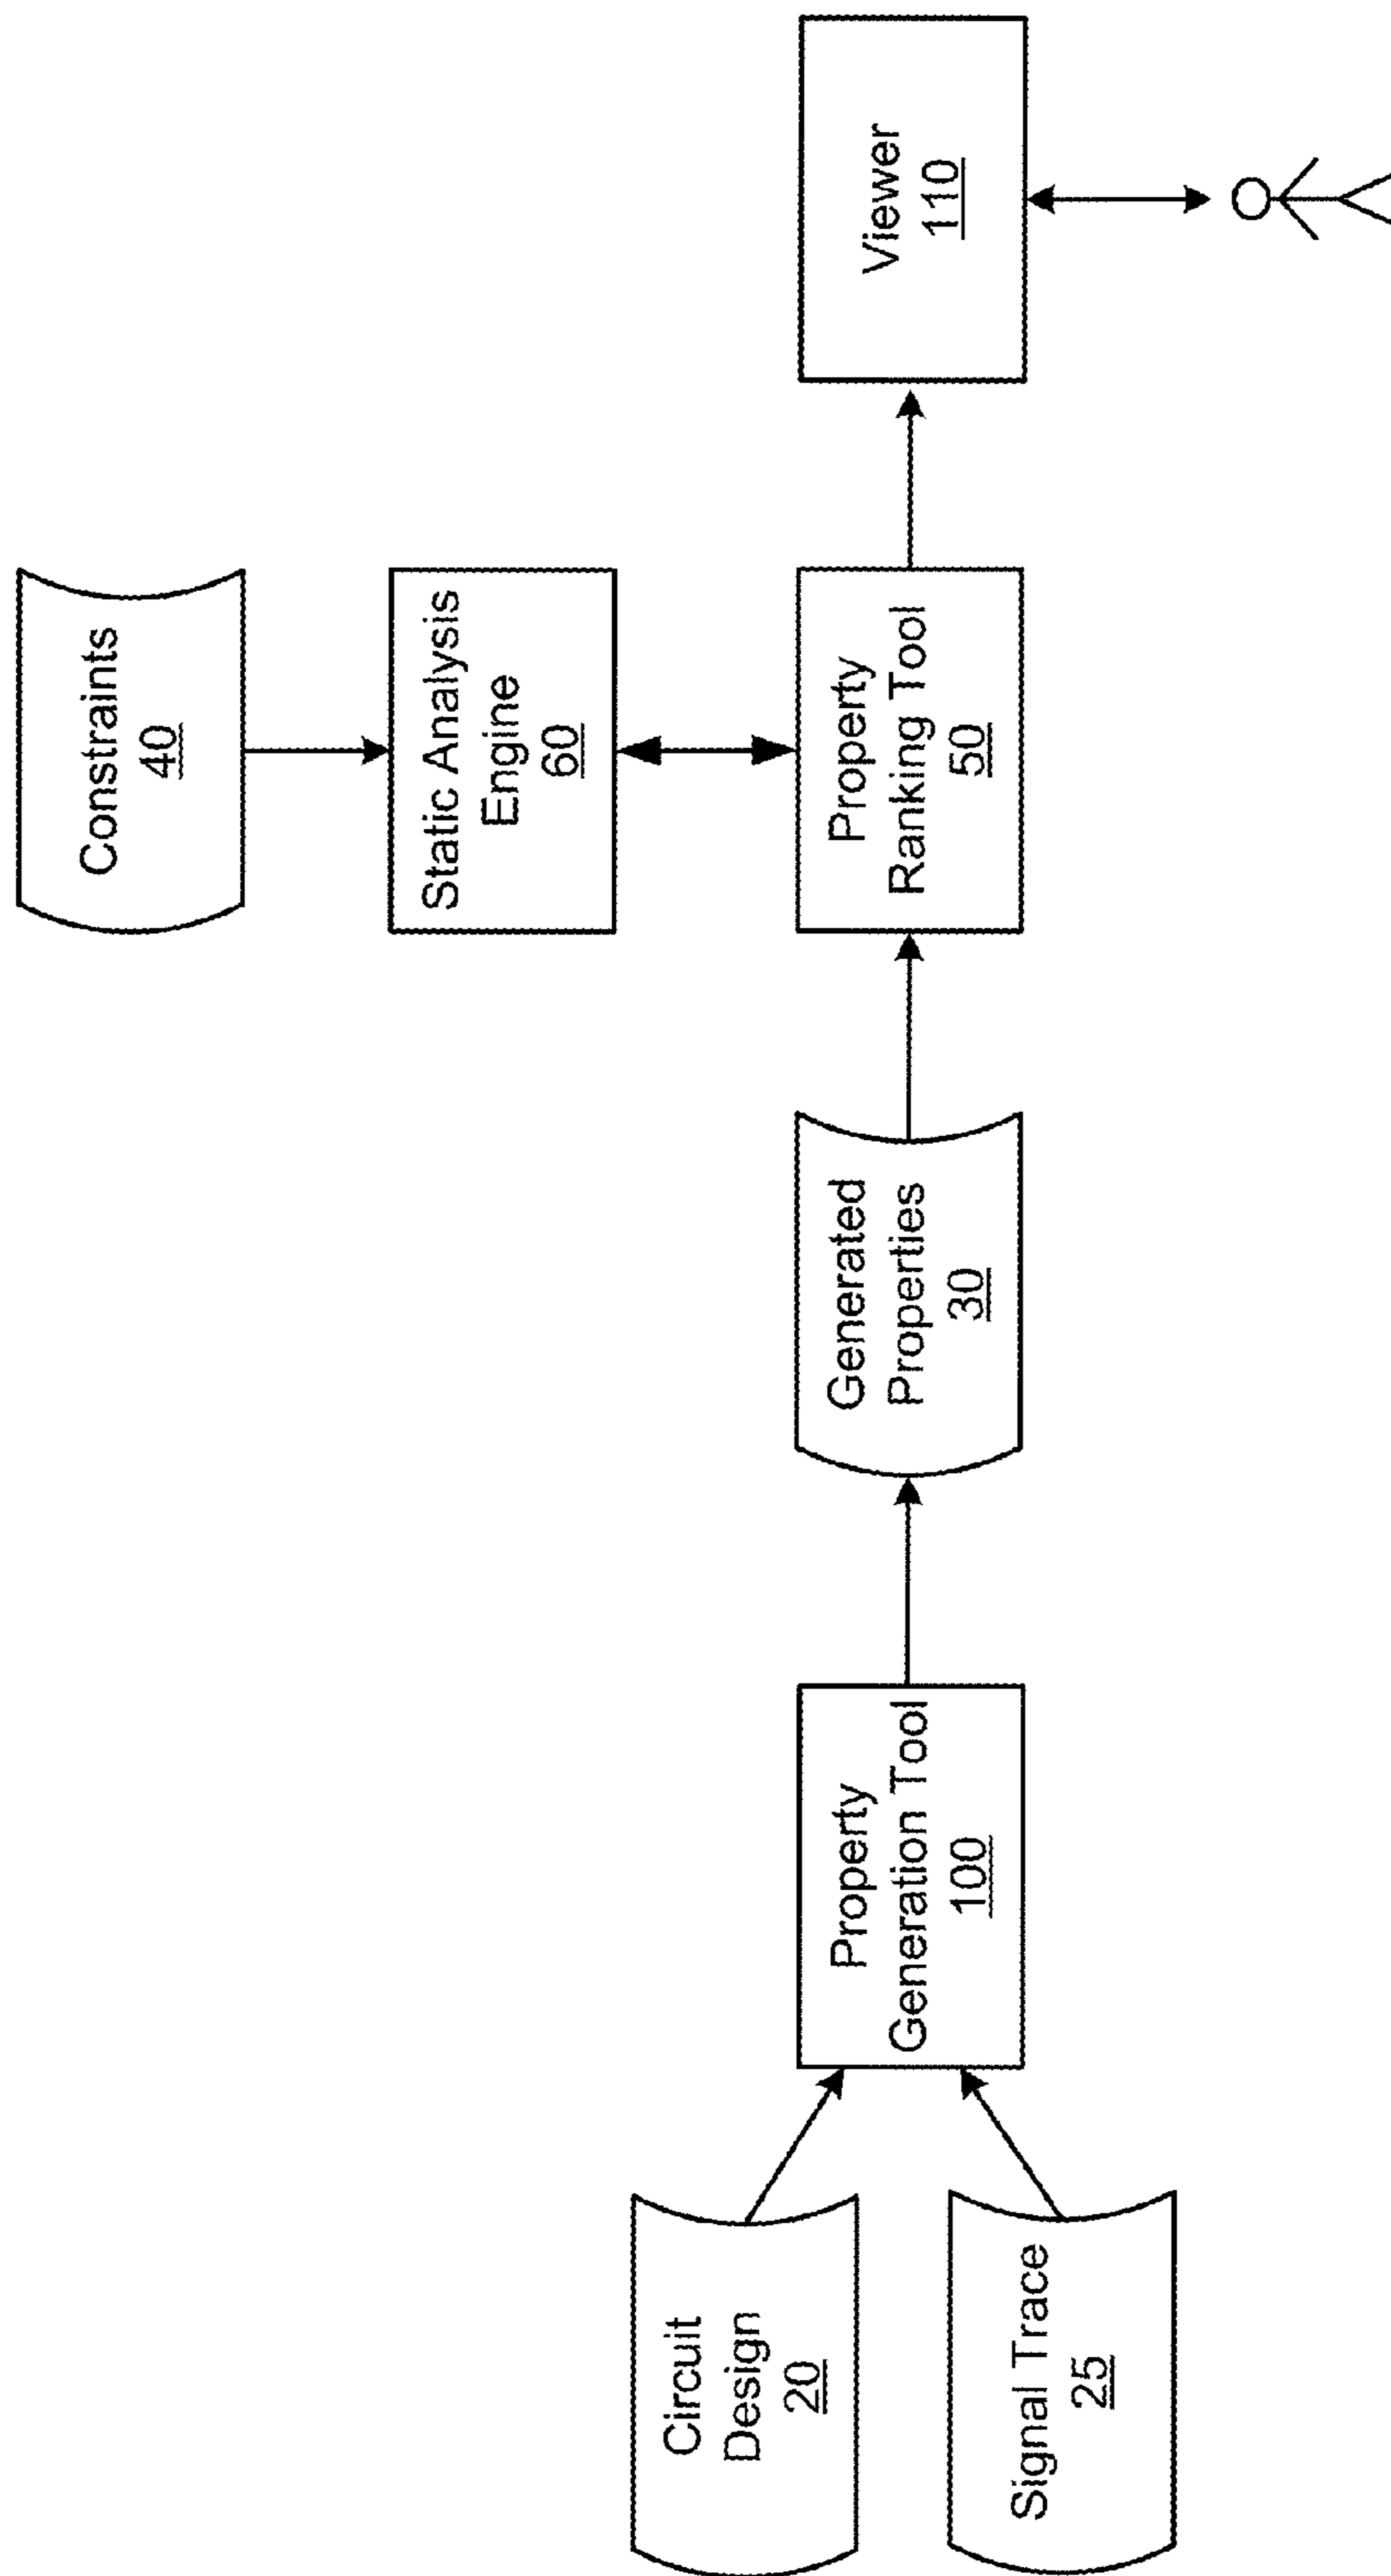 Constraints
40
Static Analysis
Engine
60
Circuit
Design
20
Signal Trace
25
Property
Generation Tool
100
Generated
Properties
30
Property
Ranking Tool
50
Viewer
110